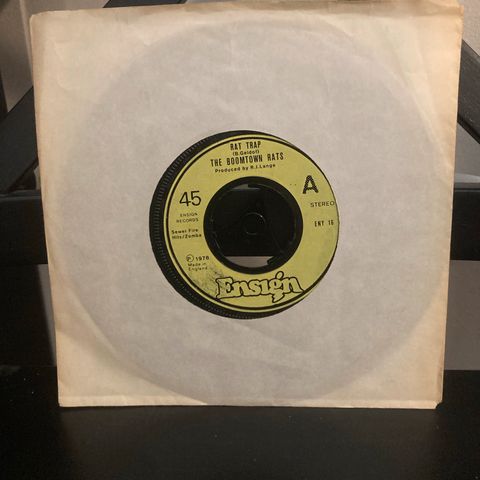 RAT TRAP
(B.Geldof)
THE BOOMTOWN RATS
Produced by R.J.Lange
45
A
ENSIGN
RECORDS
STEREO
Sewer Fire
Hits/Zomba
ENY 16
℗ 1978
Made in
England
Ensign